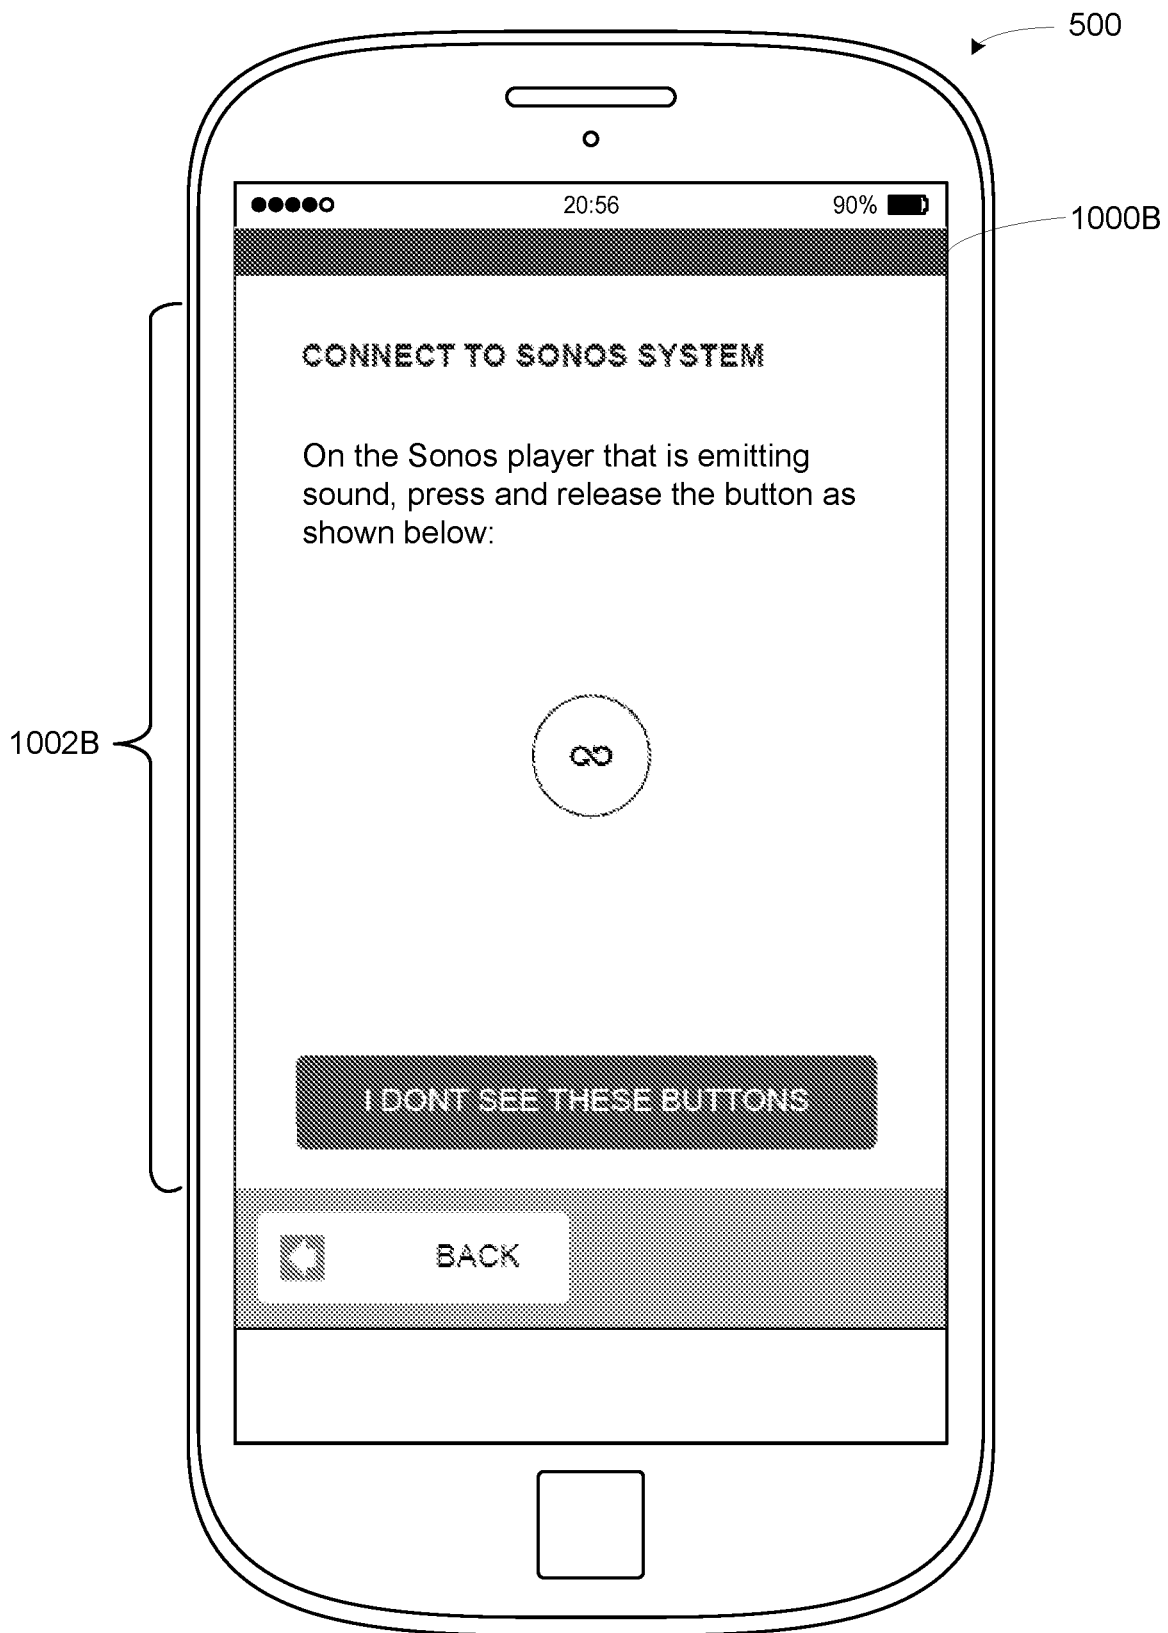 500
20:56
90%
1000B
CONNECT TO SONOS SYSTEM
On the Sonos player that is emitting
sound, press and release the button as
shown below:
1002B
I DONT SEE THESE BUTTONS
BACK